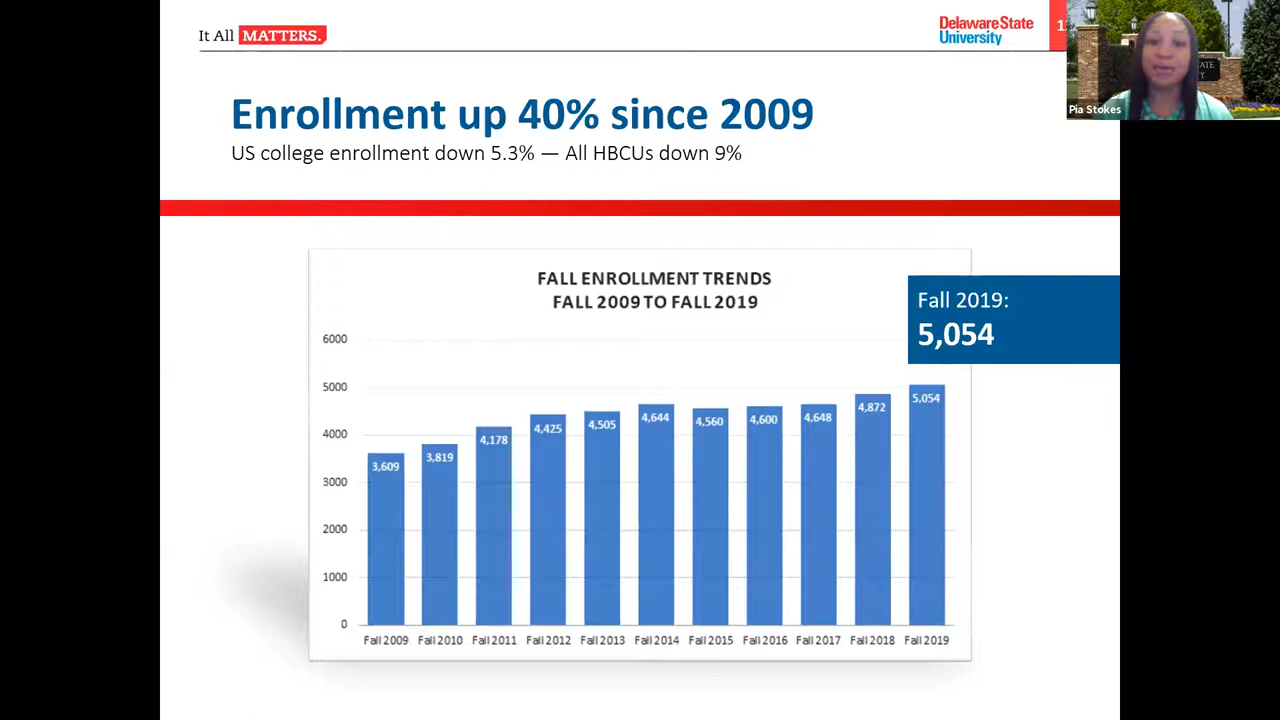 It All MATTERS.
Delaware State
University
Pia Stokes
Enrollment up 40% since 2009
US college enrollment down 5.3% — All HBCUs down 9%
FALL ENROLLMENT TRENDS
FALL 2009 TO FALL 2019
Fall 2019:
5,054
6000
5000
4000
3000
2000
1000
0
3,609
3,819
4,178
4,425
4,505
4,644
4,560
4,600
4,648
4,872
5,054
Fall 2009
Fall 2010
Fall 2011
Fall 2012
Fall 2013
Fall 2014
Fall 2015
Fall 2016
Fall 2017
Fall 2018
Fall 2019